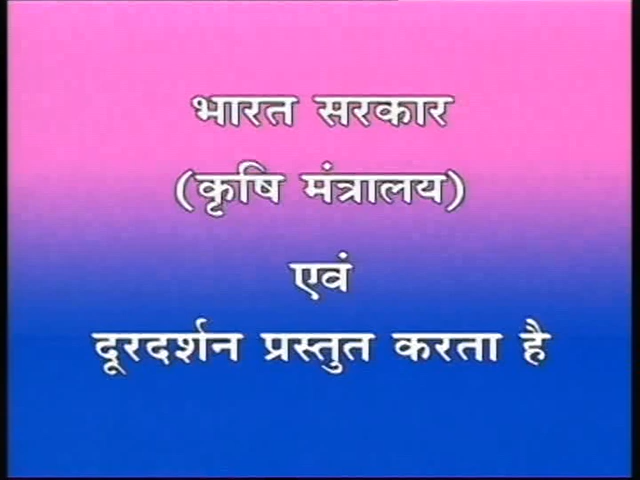 भारत सरकार
(कृषि मंत्रालय)
एवं
दूरदर्शन प्रस्तुत करता है